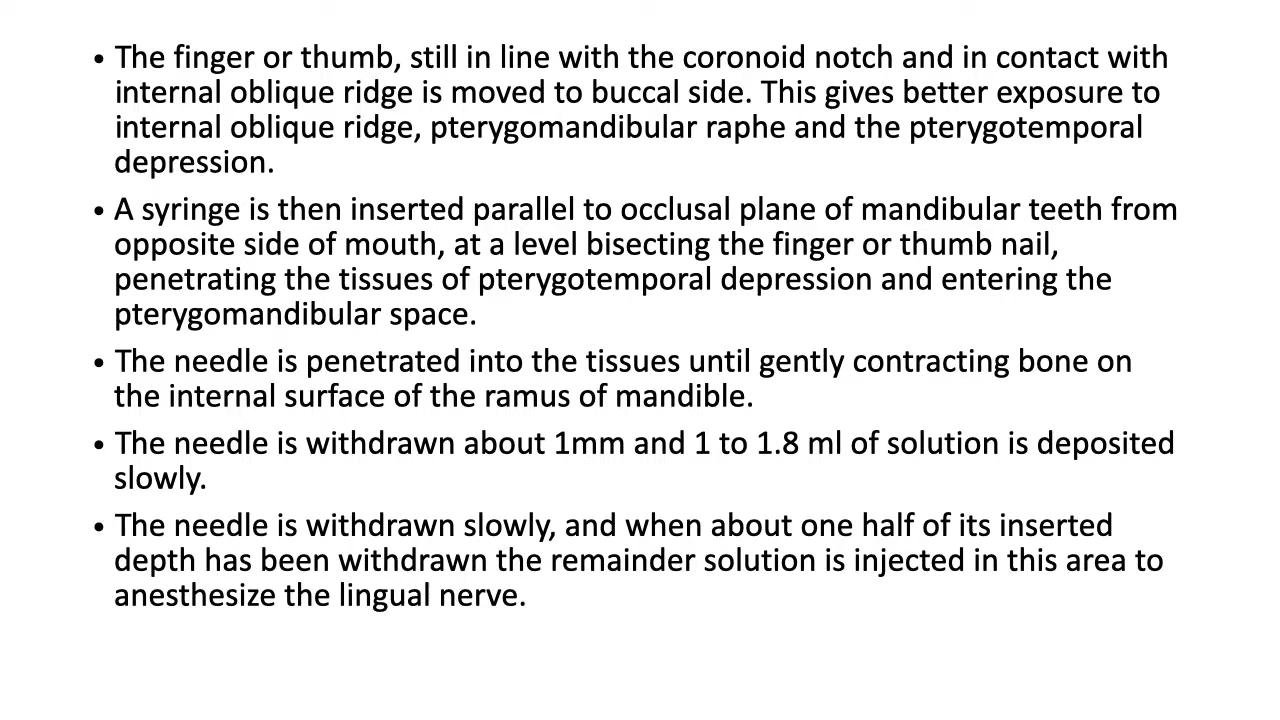 • The finger or thumb, still in line with the coronoid notch and in contact with
internal oblique ridge is moved to buccal side. This gives better exposure to
internal oblique ridge, pterygomandibular raphe and the pterygotemporal
depression.
• A syringe is then inserted parallel to occlusal plane of mandibular teeth from
opposite side of mouth, at a level bisecting the finger or thumb nail,
penetrating the tissues of pterygotemporal depression and entering the
pterygomandibular space.
• The needle is penetrated into the tissues until gently contracting bone on
the internal surface of the ramus of mandible.
• The needle is withdrawn about 1mm and 1 to 1.8 ml of solution is deposited
slowly.
• The needle is withdrawn slowly, and when about one half of its inserted
depth has been withdrawn the remainder solution is injected in this area to
anesthesize the lingual nerve.